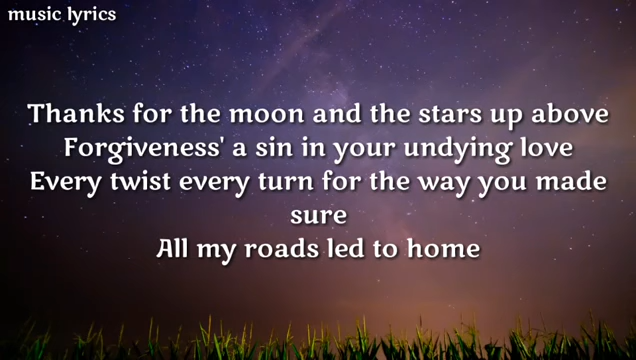 music lyrics
Thanks for the moon and the stars up above
Forgiveness' a sin in your undying love
Every twist every turn for the way you made
sure
All my roads led to home